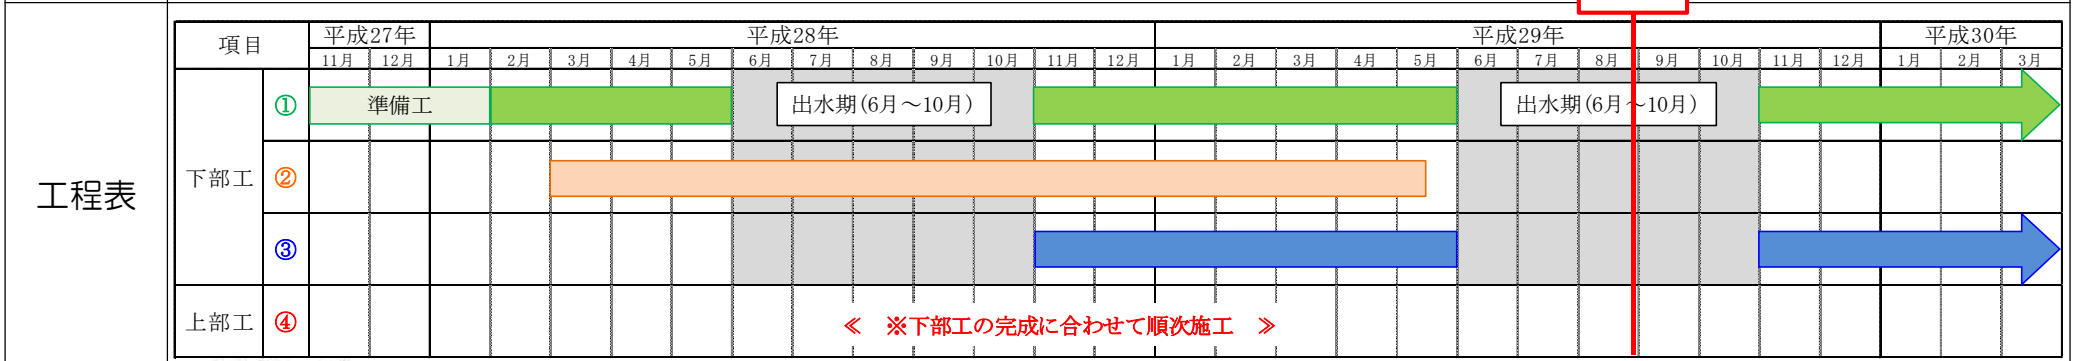 工程表
項目 平成27年 平成28年 平成29年 平成30年
11月 12月 1月 2月 3月 4月 5月 6月 7月 8月 9月 10月 11月 12月 1月 2月 3月 4月 5月 6月 7月 8月 9月 10月 11月 12月 1月 2月 3月
下部工
① 準備工 出水期(6月～10月) 出水期(6月～10月)
②
③
上部工 ④ ≪ ※下部工の完成に合わせて順次施工 ≫